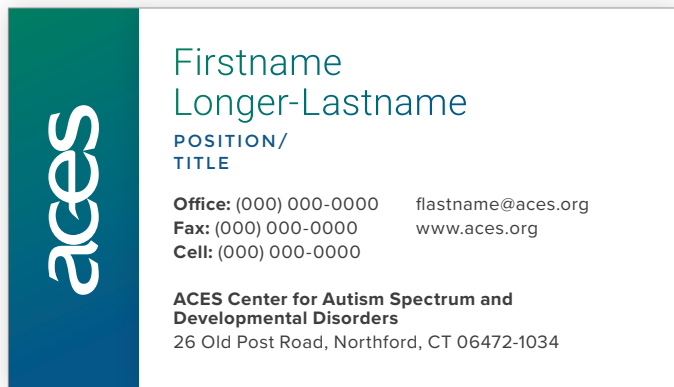 aces
Firstname
Longer-Lastname
POSITION/
TITLE
Office: (000) 000-0000
Fax: (000) 000-0000
Cell: (000) 000-0000
flastname@aces.org
www.aces.org
ACES Center for Autism Spectrum and
Developmental Disorders
26 Old Post Road, Northford, CT 06472-1034